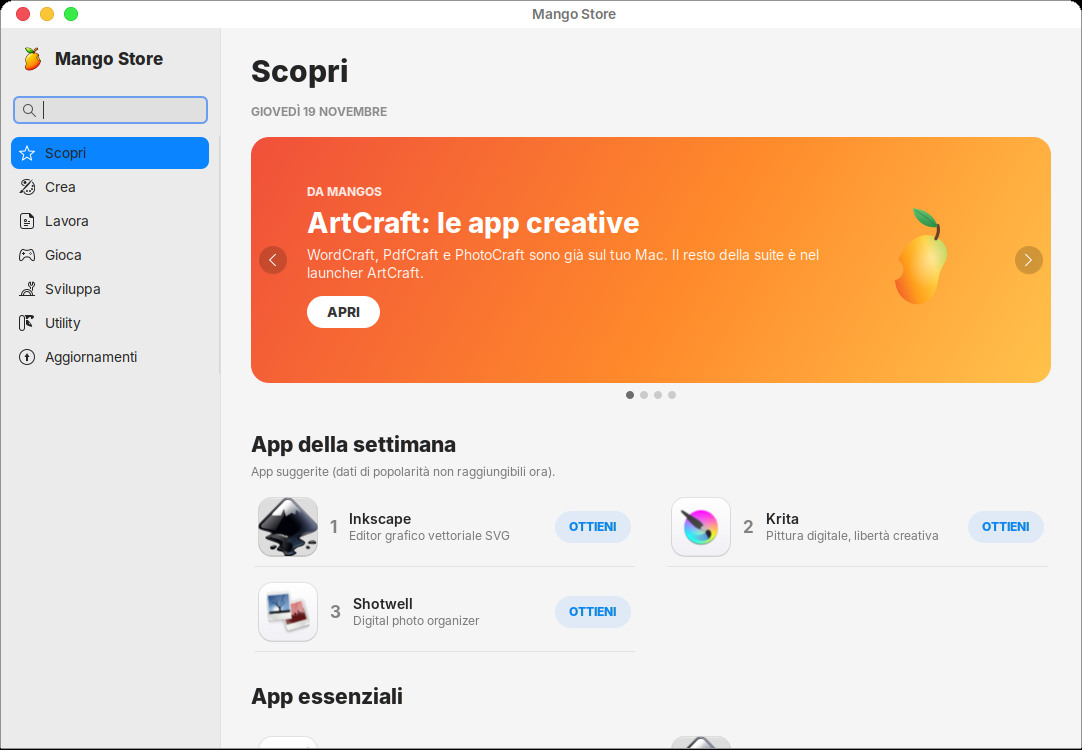 Mango Store
Mango Store
Scopri
Crea
Lavora
Gioca
Sviluppa
Utility
Aggiornamenti
Scopri
GIOVEDÌ 19 NOVEMBRE
DA MANGOS
ArtCraft: le app creative
WordCraft, PdfCraft e PhotoCraft sono già sul tuo Mac. Il resto della suite è nel
launcher ArtCraft.
APRI
App della settimana
App suggerite (dati di popolarità non raggiungibili ora).
1
Inkscape
Editor grafico vettoriale SVG
OTTIENI
2
Krita
Pittura digitale, libertà creativa
OTTIENI
3
Shotwell
Digital photo organizer
OTTIENI
App essenziali